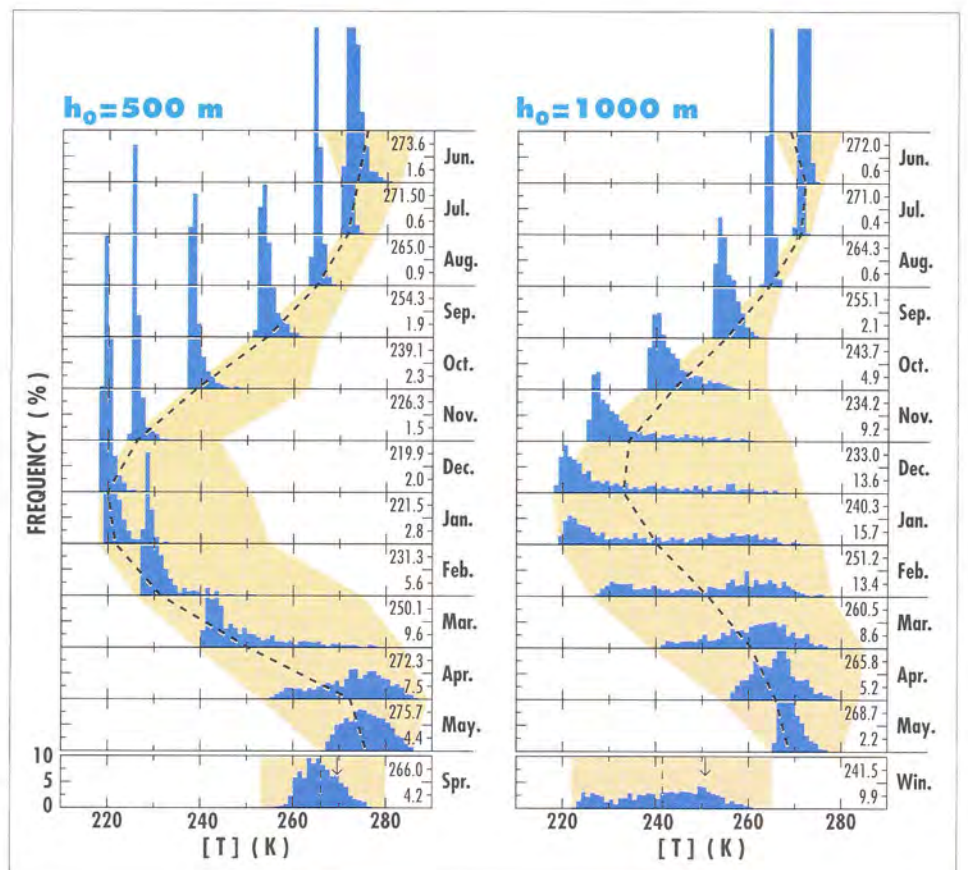 h₀=500 m
273.6
1.6
Jun.
271.50
0.6
Jul.
265.0
0.9
Aug.
254.3
1.9
Sep.
239.1
2.3
Oct.
226.3
1.5
Nov.
219.9
2.0
Dec.
221.5
2.8
Jan.
231.3
5.6
Feb.
250.1
9.6
Mar.
272.3
7.5
Apr.
275.7
4.4
May.
266.0
4.2
Spr.
FREQUENCY (%)
10
5
0
220 240 260 280
[T] (K)
h₀=1000 m
272.0
0.6
Jun.
271.0
0.4
Jul.
264.3
0.6
Aug.
255.1
2.1
Sep.
243.7
4.9
Oct.
234.2
9.2
Nov.
233.0
13.6
Dec.
240.3
15.7
Jan.
251.2
13.4
Feb.
260.5
8.6
Mar.
265.8
5.2
Apr.
268.7
2.2
May.
241.5
9.9
Win.
220 240 260 280
[T] (K)